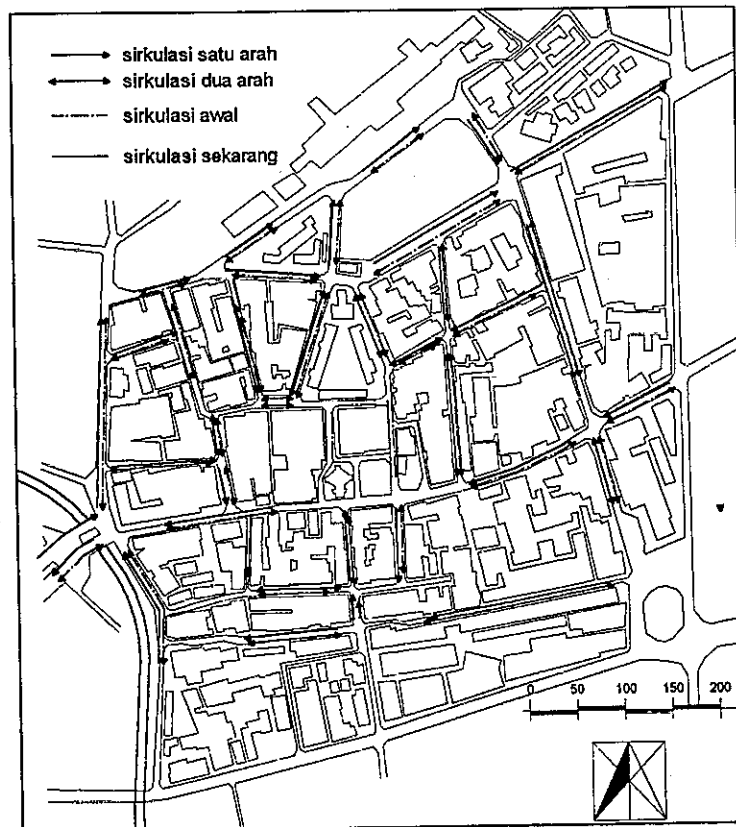 sirkulasi satu arah
sirkulasi dua arah
sirkulasi awal
sirkulasi sekarang
0 50 100 150 200